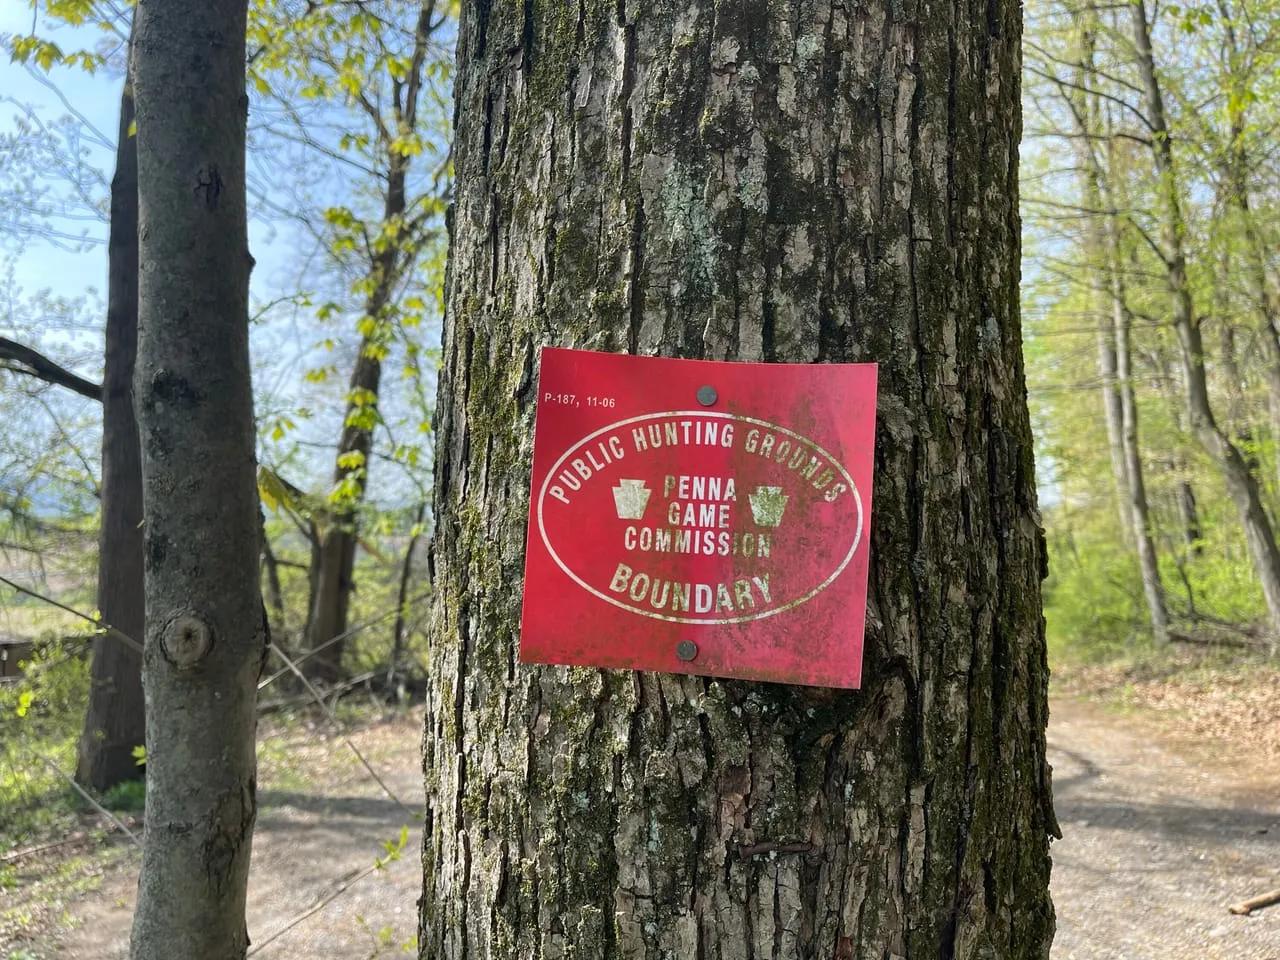 P-187, 11-06
PUBLIC HUNTING GROUNDS
PENNA
GAME
COMMISSION
BOUNDARY